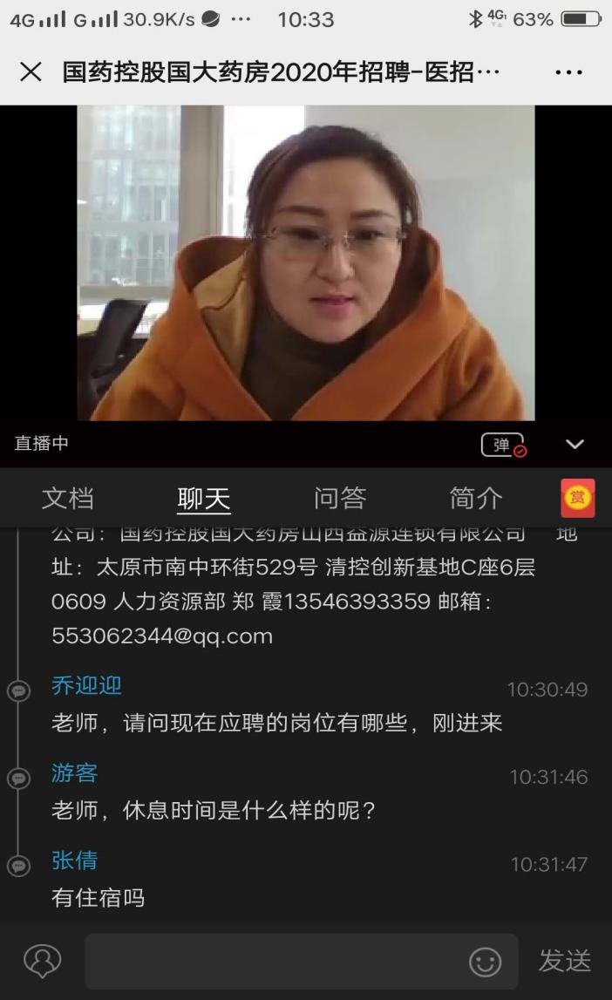 4G G 30.9K/s ··· 10:33 4G 63%
国药控股国大药房2020年招聘-医招···
直播中 弹
文档 聊天 问答 简介 赏
公司：国药控股国大药房山西益源连锁有限公司 地
址：太原市南中环街529号 清控创新基地C座6层
0609 人力资源部 郑 霞13546393359 邮箱：
553062344@qq.com
乔迎迎 10:30:49
老师，请问现在应聘的岗位有哪些，刚进来
游客 10:31:46
老师，休息时间是什么样的呢？
张倩 10:31:47
有住宿吗
发送